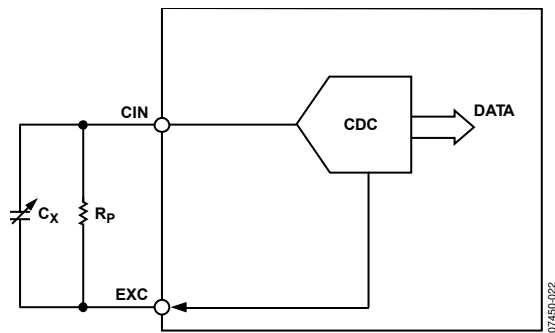 CIN
CDC
DATA
CX
RP
EXC
07450-022